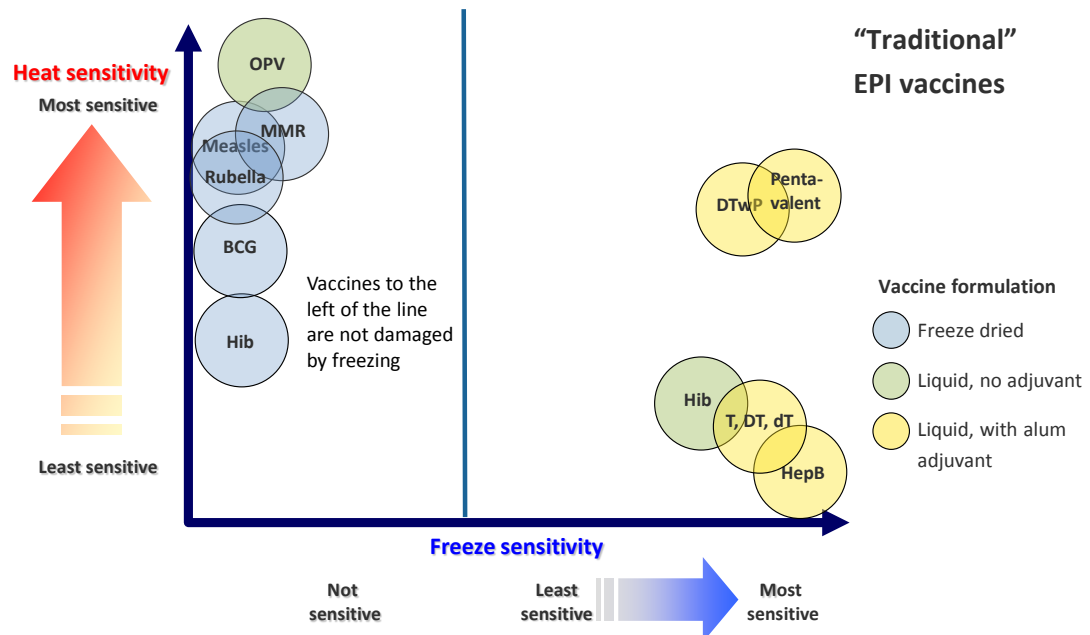 “Traditional”
EPI vaccines
Heat sensitivity
Most sensitive
Least sensitive
OPV
MMR
Measles
Rubella
BCG
Hib
Vaccines to the
left of the line
are not damaged
by freezing
Penta-
valent
DTwP
Hib
T, DT, dT
HepB
Vaccine formulation
Freeze dried
Liquid, no adjuvant
Liquid, with alum
adjuvant
Freeze sensitivity
Not
sensitive
Least
sensitive
Most
sensitive